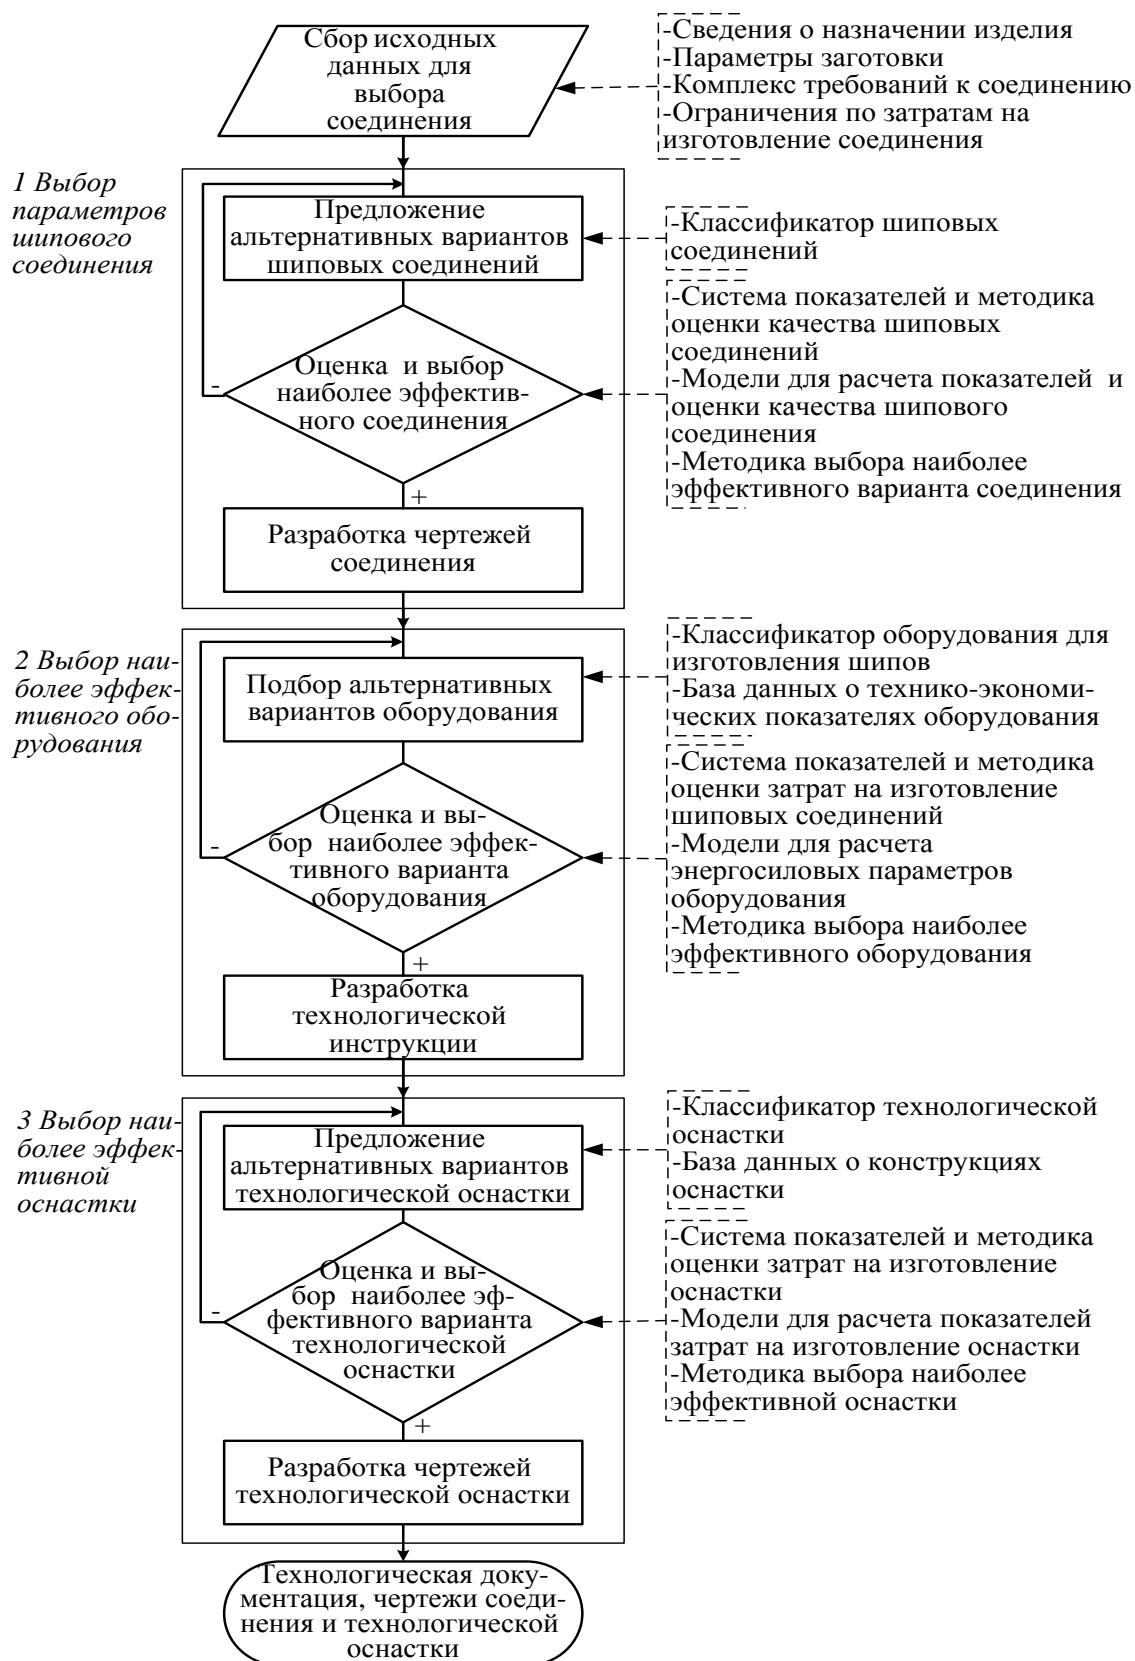 Сбор исходных
данных для
выбора
соединения
-Сведения о назначении изделия
-Параметры заготовки
-Комплекс требований к соединению
-Ограничения по затратам на
изготовление соединения
1 Выбор
параметров
шипового
соединения
Предложение
альтернативных вариантов
шиповых соединений
-Классификатор шиповых
соединений
Оценка и выбор
наиболее эффектив-
ного соединения
-
+
-Система показателей и методика
оценки качества шиповых
соединений
-Модели для расчета показателей и
оценки качества шипового
соединения
-Методика выбора наиболее
эффективного варианта соединения
Разработка чертежей
соединения
2 Выбор наи-
более эффек-
тивного обо-
рудования
Подбор альтернативных
вариантов оборудования
-Классификатор оборудования для
изготовления шипов
-База данных о технико-экономи-
ческих показателях оборудования
Оценка и вы-
бор наиболее эффек-
тивного варианта
оборудования
-
+
-Система показателей и методика
оценки затрат на изготовление
шиповых соединений
-Модели для расчета
энергосиловых параметров
оборудования
-Методика выбора наиболее
эффективного оборудования
Разработка
технологической
инструкции
3 Выбор наи-
более эффек-
тивной
оснастки
Предложение
альтернативных вариантов
технологической оснастки
-Классификатор технологической
оснастки
-База данных о конструкциях
оснастки
Оценка и вы-
бор наиболее эф-
фективного варианта
технологической
оснастки
-
+
-Система показателей и методика
оценки затрат на изготовление
оснастки
-Модели для расчета показателей
затрат на изготовление оснастки
-Методика выбора наиболее
эффективной оснастки
Разработка чертежей
технологической оснастки
Технологическая доку-
ментация, чертежи соеди-
нения и технологической
оснастки